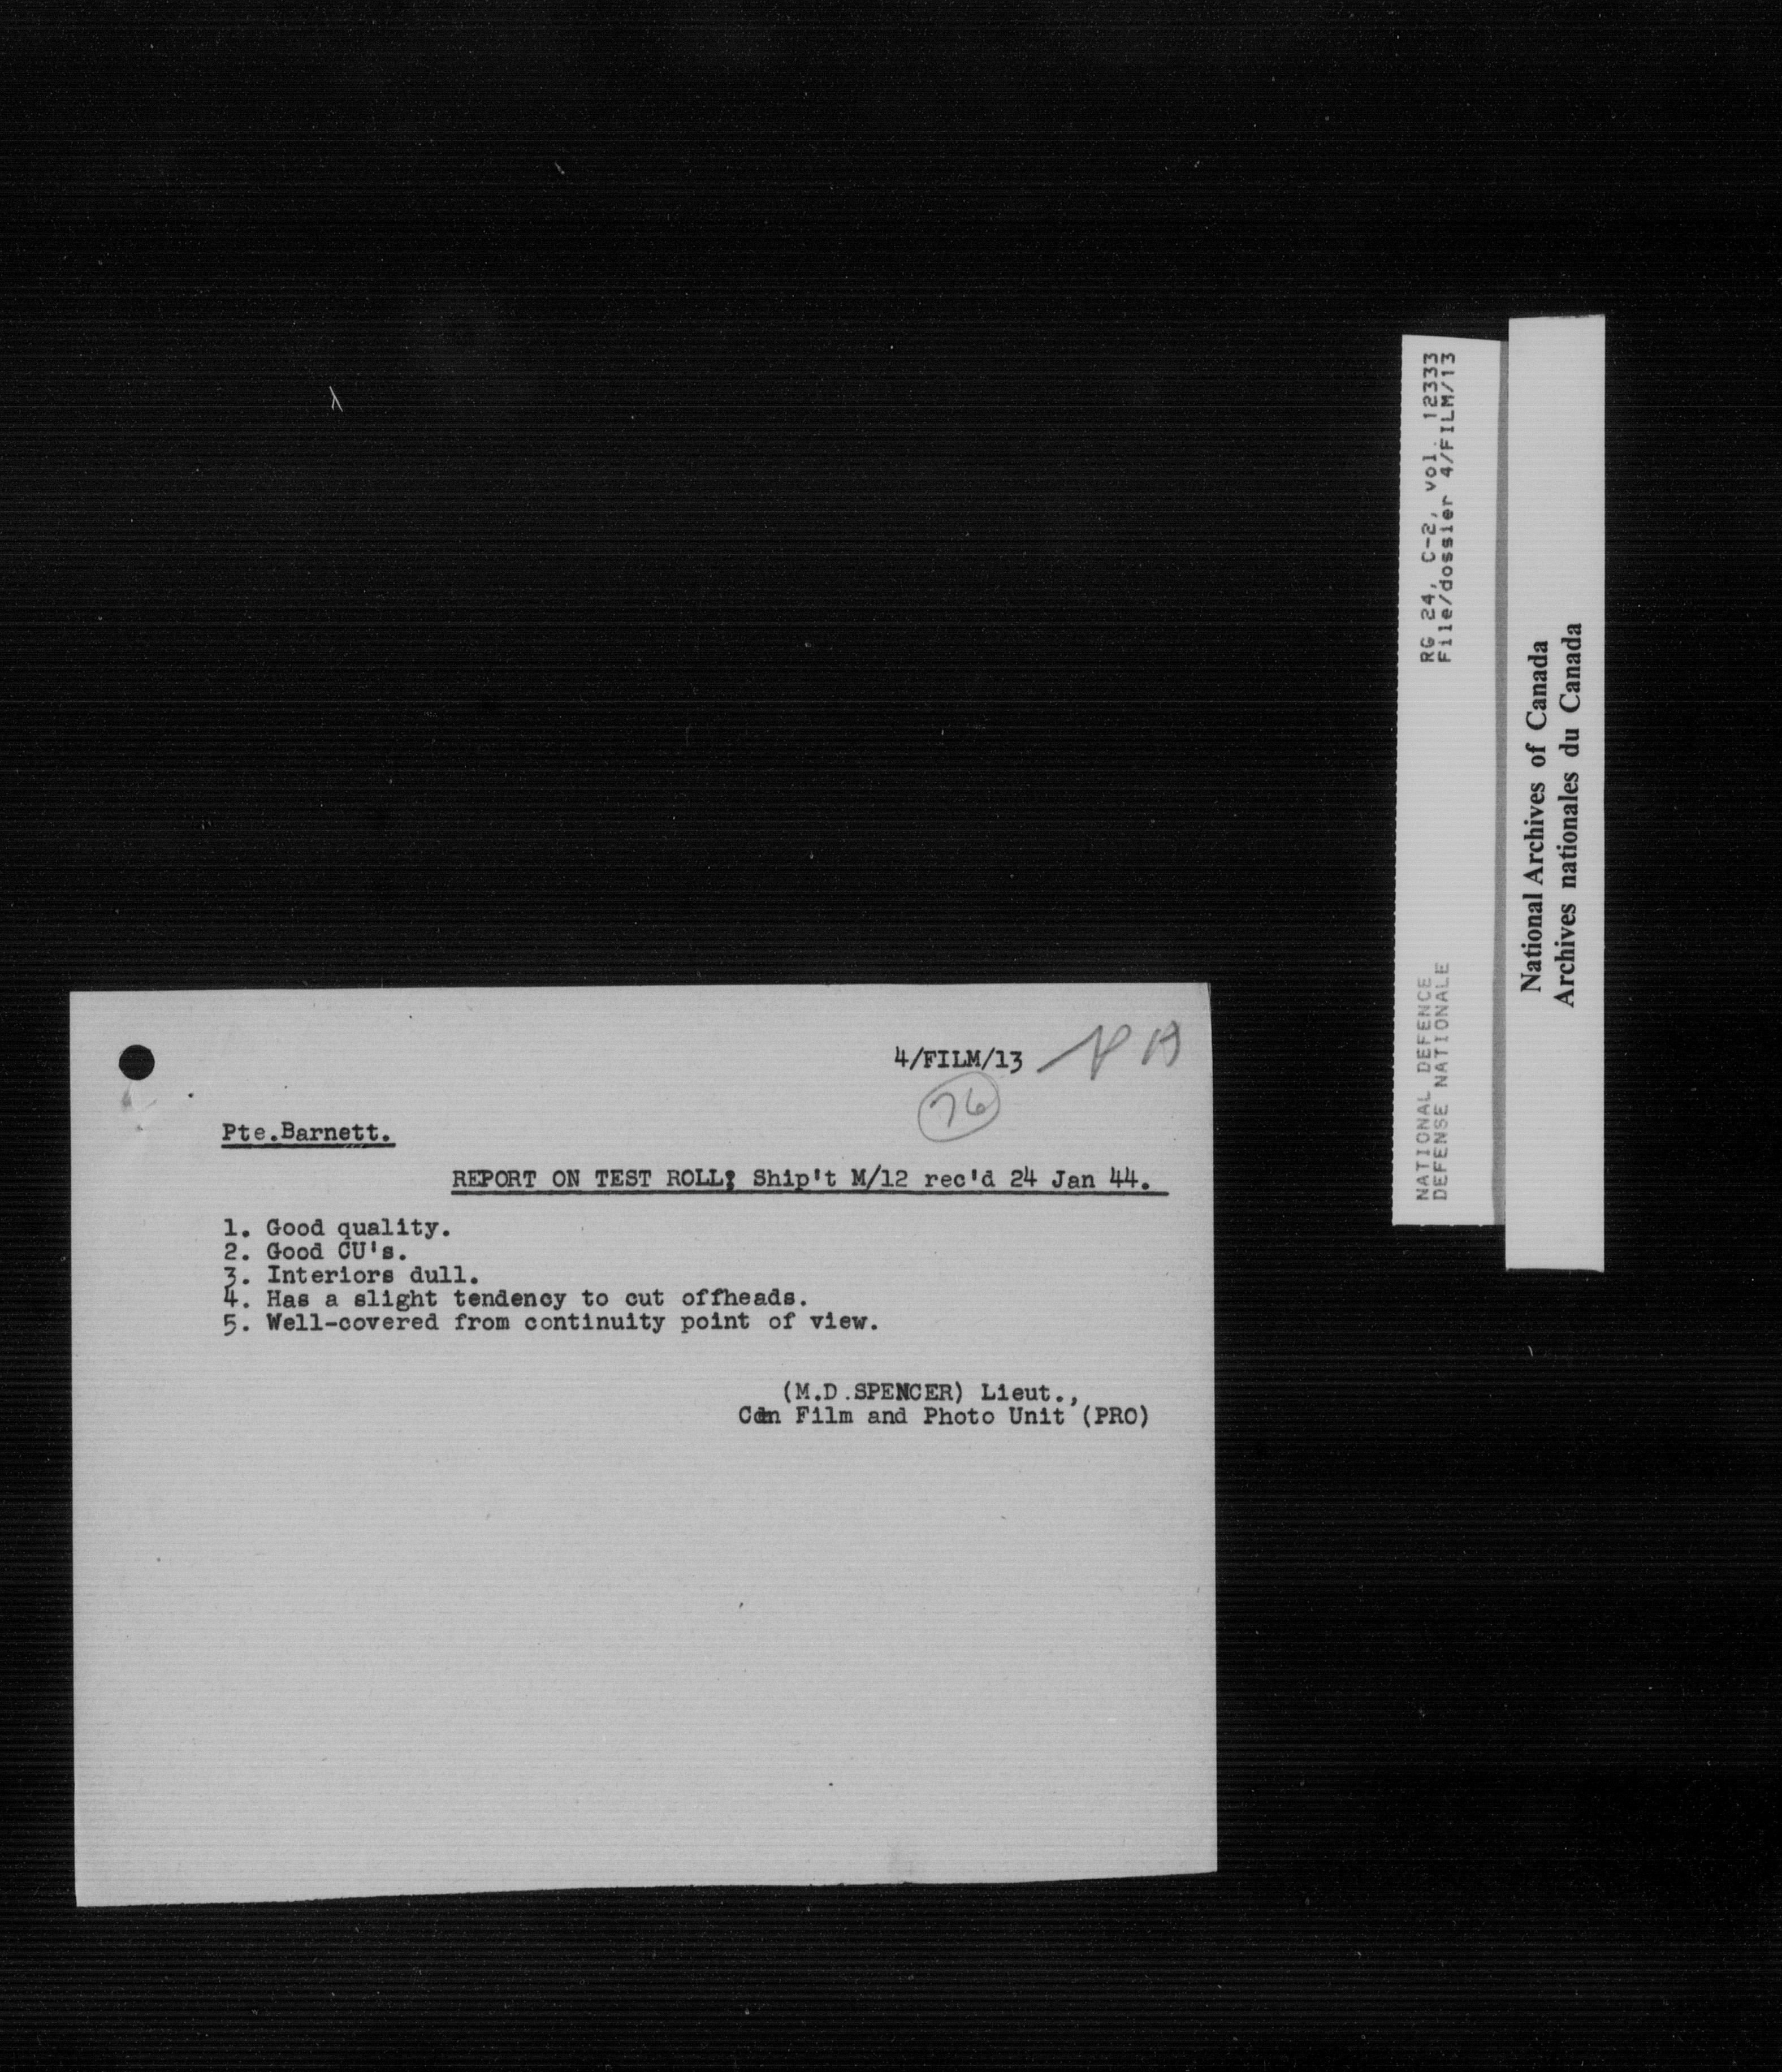 4/FILM/13
76
Pte.Barnett.
REPORT ON TEST ROLL; Ship't M/12 rec'd 24 Jan 44.
1. Good quality.
2. Good CU's.
3. Interiors dull.
4. Has a slight tendency to cut offheads.
5. Well-covered from continuity point of view.
(M.D.SPENCER) Lieut.,
Cdn Film and Photo Unit (PRO)
NATIONAL DEFENCE RG 24, C-2, vol. 12333
DEFENSE NATIONALE File/dossier 4/FILM/13
National Archives of Canada
Archives nationales du Canada